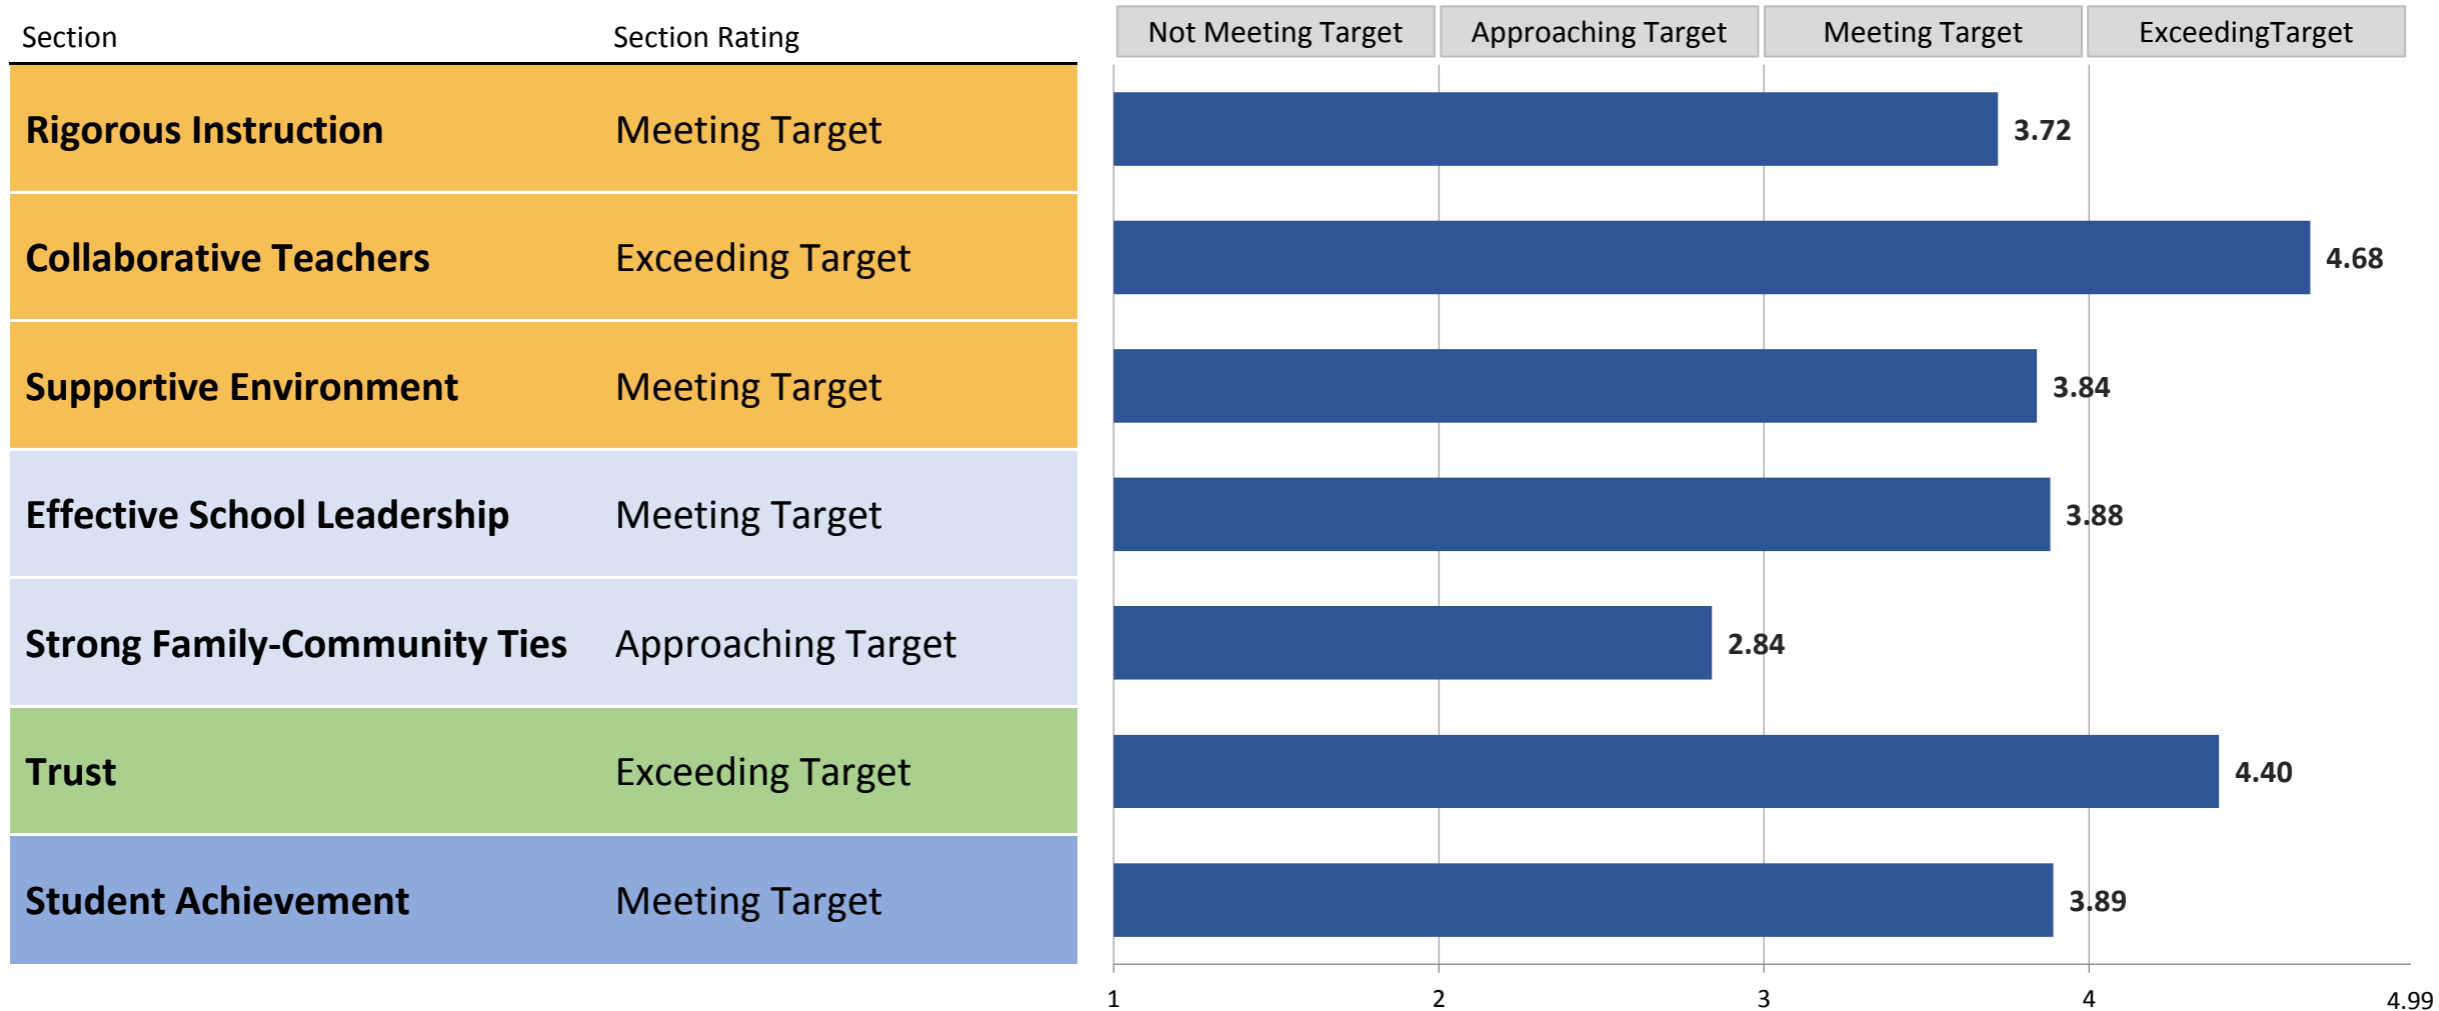 Section Section Rating Not Meeting Target Approaching Target Meeting Target ExceedingTarget
Rigorous Instruction Meeting Target 3.72
Collaborative Teachers Exceeding Target 4.68
Supportive Environment Meeting Target 3.84
Effective School Leadership Meeting Target 3.88
Strong Family-Community Ties Approaching Target 2.84
Trust Exceeding Target 4.40
Student Achievement Meeting Target 3.89
1 2 3 4 4.99